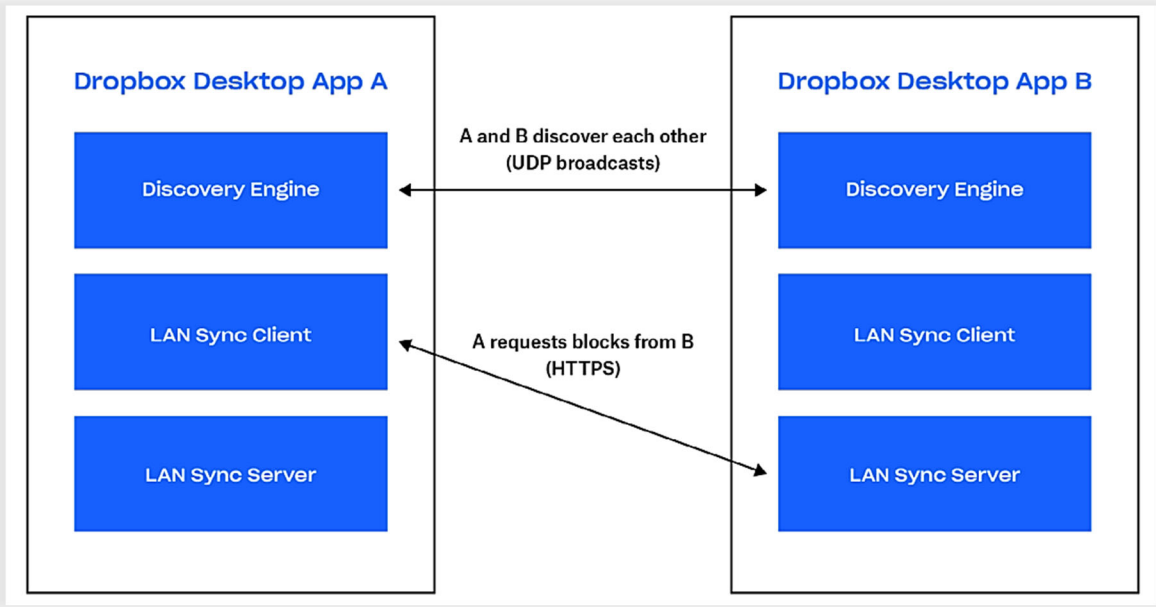 Dropbox Desktop App A
Discovery Engine
LAN Sync Client
LAN Sync Server
A and B discover each other
(UDP broadcasts)
A requests blocks from B
(HTTPS)
Dropbox Desktop App B
Discovery Engine
LAN Sync Client
LAN Sync Server